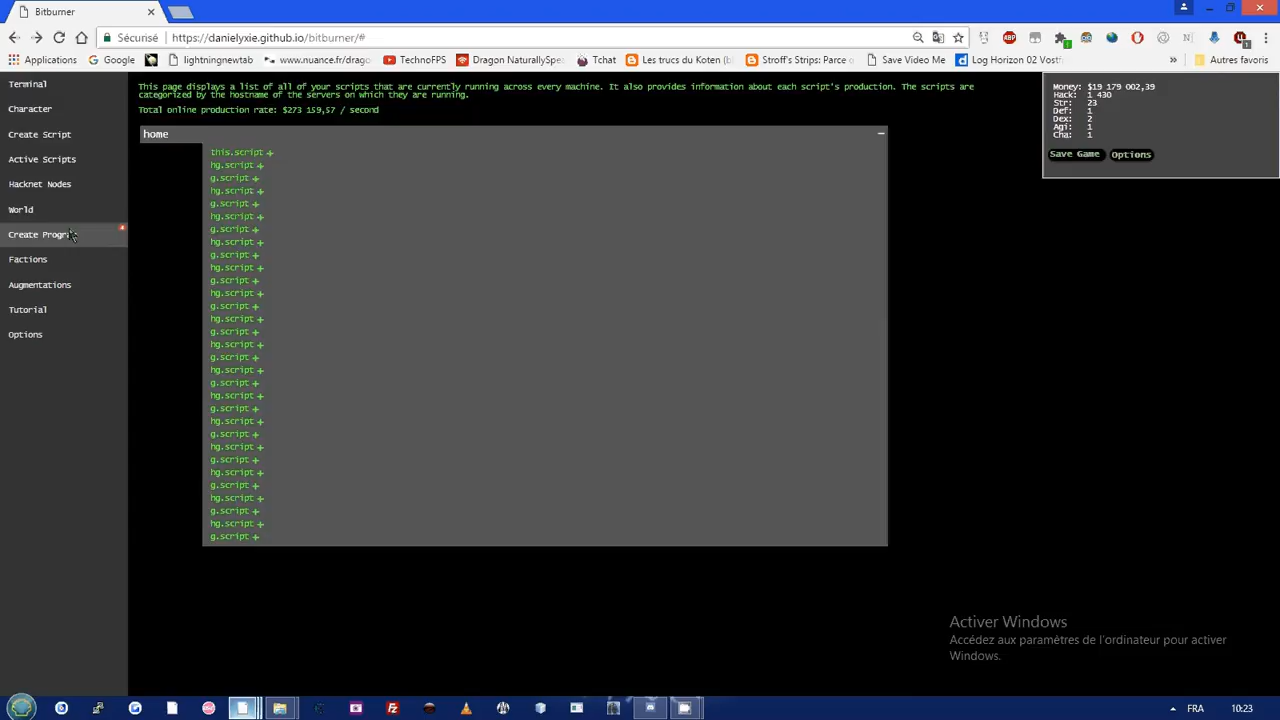 Bitburner
Sécurisé https://danielyxie.github.io/bitburner/#
Applications Google lightningnewtab www.nuance.fr/drago YouTube TechnoFPS Dragon NaturallySpea Tchat Les trucs du Koten (b Stroff's Strips: Parce Save Video Me Log Horizon 02 Vostf » Autres favoris
Terminal
Character
Create Script
Active Scripts
Hacknet Nodes
World
Create Progra
4
Factions
Augmentations
Tutorial
Options
This page displays a list of all of your scripts that are currently running across every machine. It also provides information about each script's production. The scripts are
categorized by the hostname of the servers on which they are running.
Total online production rate: $273 159,57 / second
home −
this.script +
hg.script +
g.script +
hg.script +
g.script +
hg.script +
g.script +
hg.script +
g.script +
hg.script +
g.script +
hg.script +
g.script +
hg.script +
g.script +
hg.script +
g.script +
hg.script +
g.script +
hg.script +
g.script +
hg.script +
g.script +
hg.script +
g.script +
hg.script +
g.script +
hg.script +
g.script +
hg.script +
g.script +
Money: $19 179 002,39
Hack: 1 430
Str: 23
Def: 1
Dex: 2
Agi: 1
Cha: 1
Save Game Options
Activer Windows
Accédez aux paramètres de l'ordinateur pour activer
Windows.
FRA 10:23